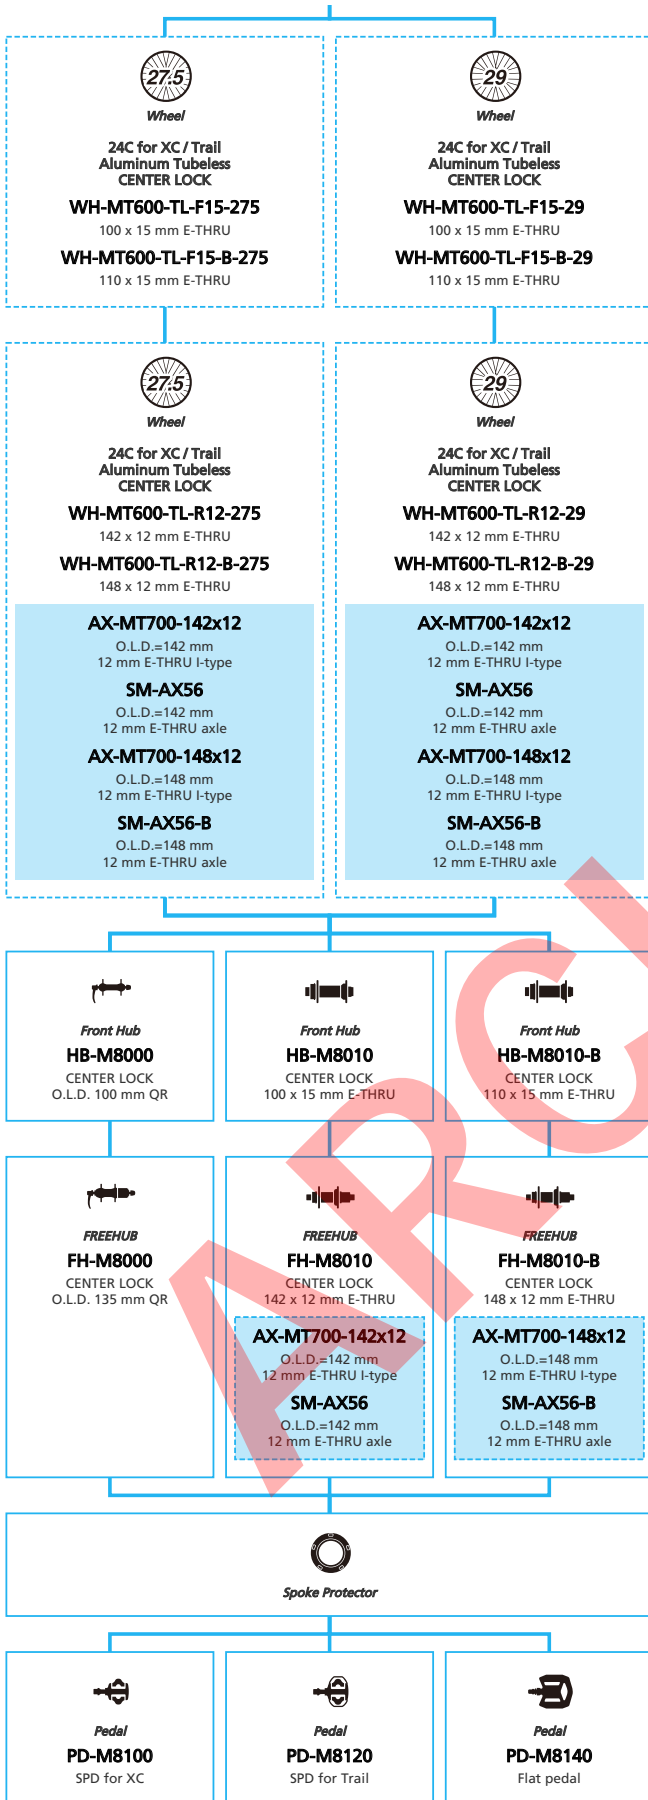 27.5
Wheel
24C for XC / Trail
Aluminum Tubeless
CENTER LOCK
WH-MT600-TL-F15-275
100 x 15 mm E-THRU
WH-MT600-TL-F15-B-275
110 x 15 mm E-THRU
29
Wheel
24C for XC / Trail
Aluminum Tubeless
CENTER LOCK
WH-MT600-TL-F15-29
100 x 15 mm E-THRU
WH-MT600-TL-F15-B-29
110 x 15 mm E-THRU
27.5
Wheel
24C for XC / Trail
Aluminum Tubeless
CENTER LOCK
WH-MT600-TL-R12-275
142 x 12 mm E-THRU
WH-MT600-TL-R12-B-275
148 x 12 mm E-THRU
AX-MT700-142x12
O.L.D.=142 mm
12 mm E-THRU I-type
SM-AX56
O.L.D.=142 mm
12 mm E-THRU axle
AX-MT700-148x12
O.L.D.=148 mm
12 mm E-THRU I-type
SM-AX56-B
O.L.D.=148 mm
12 mm E-THRU axle
29
Wheel
24C for XC / Trail
Aluminum Tubeless
CENTER LOCK
WH-MT600-TL-R12-29
142 x 12 mm E-THRU
WH-MT600-TL-R12-B-29
148 x 12 mm E-THRU
AX-MT700-142x12
O.L.D.=142 mm
12 mm E-THRU I-type
SM-AX56
O.L.D.=142 mm
12 mm E-THRU axle
AX-MT700-148x12
O.L.D.=148 mm
12 mm E-THRU I-type
SM-AX56-B
O.L.D.=148 mm
12 mm E-THRU axle
Front Hub
HB-M8000
CENTER LOCK
O.L.D. 100 mm QR
Front Hub
HB-M8010
CENTER LOCK
100 x 15 mm E-THRU
Front Hub
HB-M8010-B
CENTER LOCK
110 x 15 mm E-THRU
FREEHUB
FH-M8000
CENTER LOCK
O.L.D. 135 mm QR
FREEHUB
FH-M8010
CENTER LOCK
142 x 12 mm E-THRU
AX-MT700-142x12
O.L.D.=142 mm
12 mm E-THRU I-type
SM-AX56
O.L.D.=142 mm
12 mm E-THRU axle
FREEHUB
FH-M8010-B
CENTER LOCK
148 x 12 mm E-THRU
AX-MT700-148x12
O.L.D.=148 mm
12 mm E-THRU I-type
SM-AX56-B
O.L.D.=148 mm
12 mm E-THRU axle
Spoke Protector
Pedal
PD-M8100
SPD for XC
Pedal
PD-M8120
SPD for Trail
Pedal
PD-M8140
Flat pedal